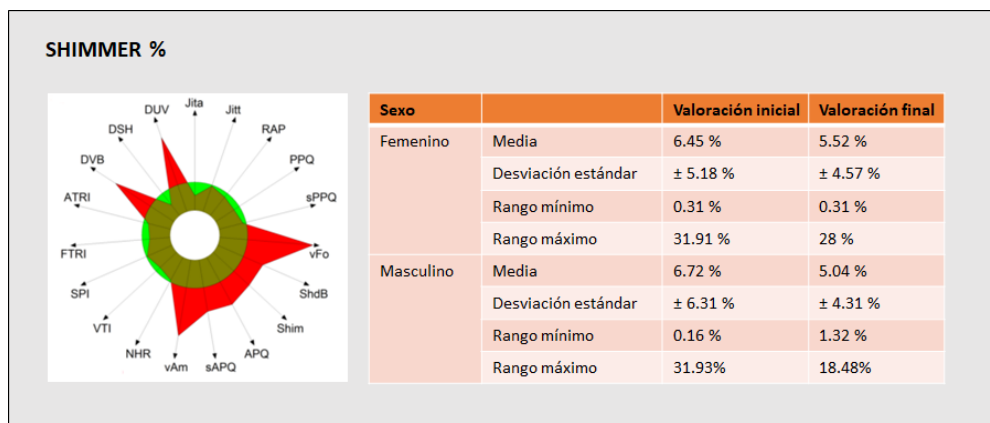 SHIMMER %
Jita
Jitt
RAP
PPQ
sPPQ
vFo
ShdB
Shim
APQ
sAPQ
vAm
NHR
VTI
SPI
FTRI
ATRI
DVB
DSH
DUV
Sexo Valoración inicial Valoración final
Femenino Media 6.45 % 5.52 %
Desviación estándar ± 5.18 % ± 4.57 %
Rango mínimo 0.31 % 0.31 %
Rango máximo 31.91 % 28 %
Masculino Media 6.72 % 5.04 %
Desviación estándar ± 6.31 % ± 4.31 %
Rango mínimo 0.16 % 1.32 %
Rango máximo 31.93% 18.48%